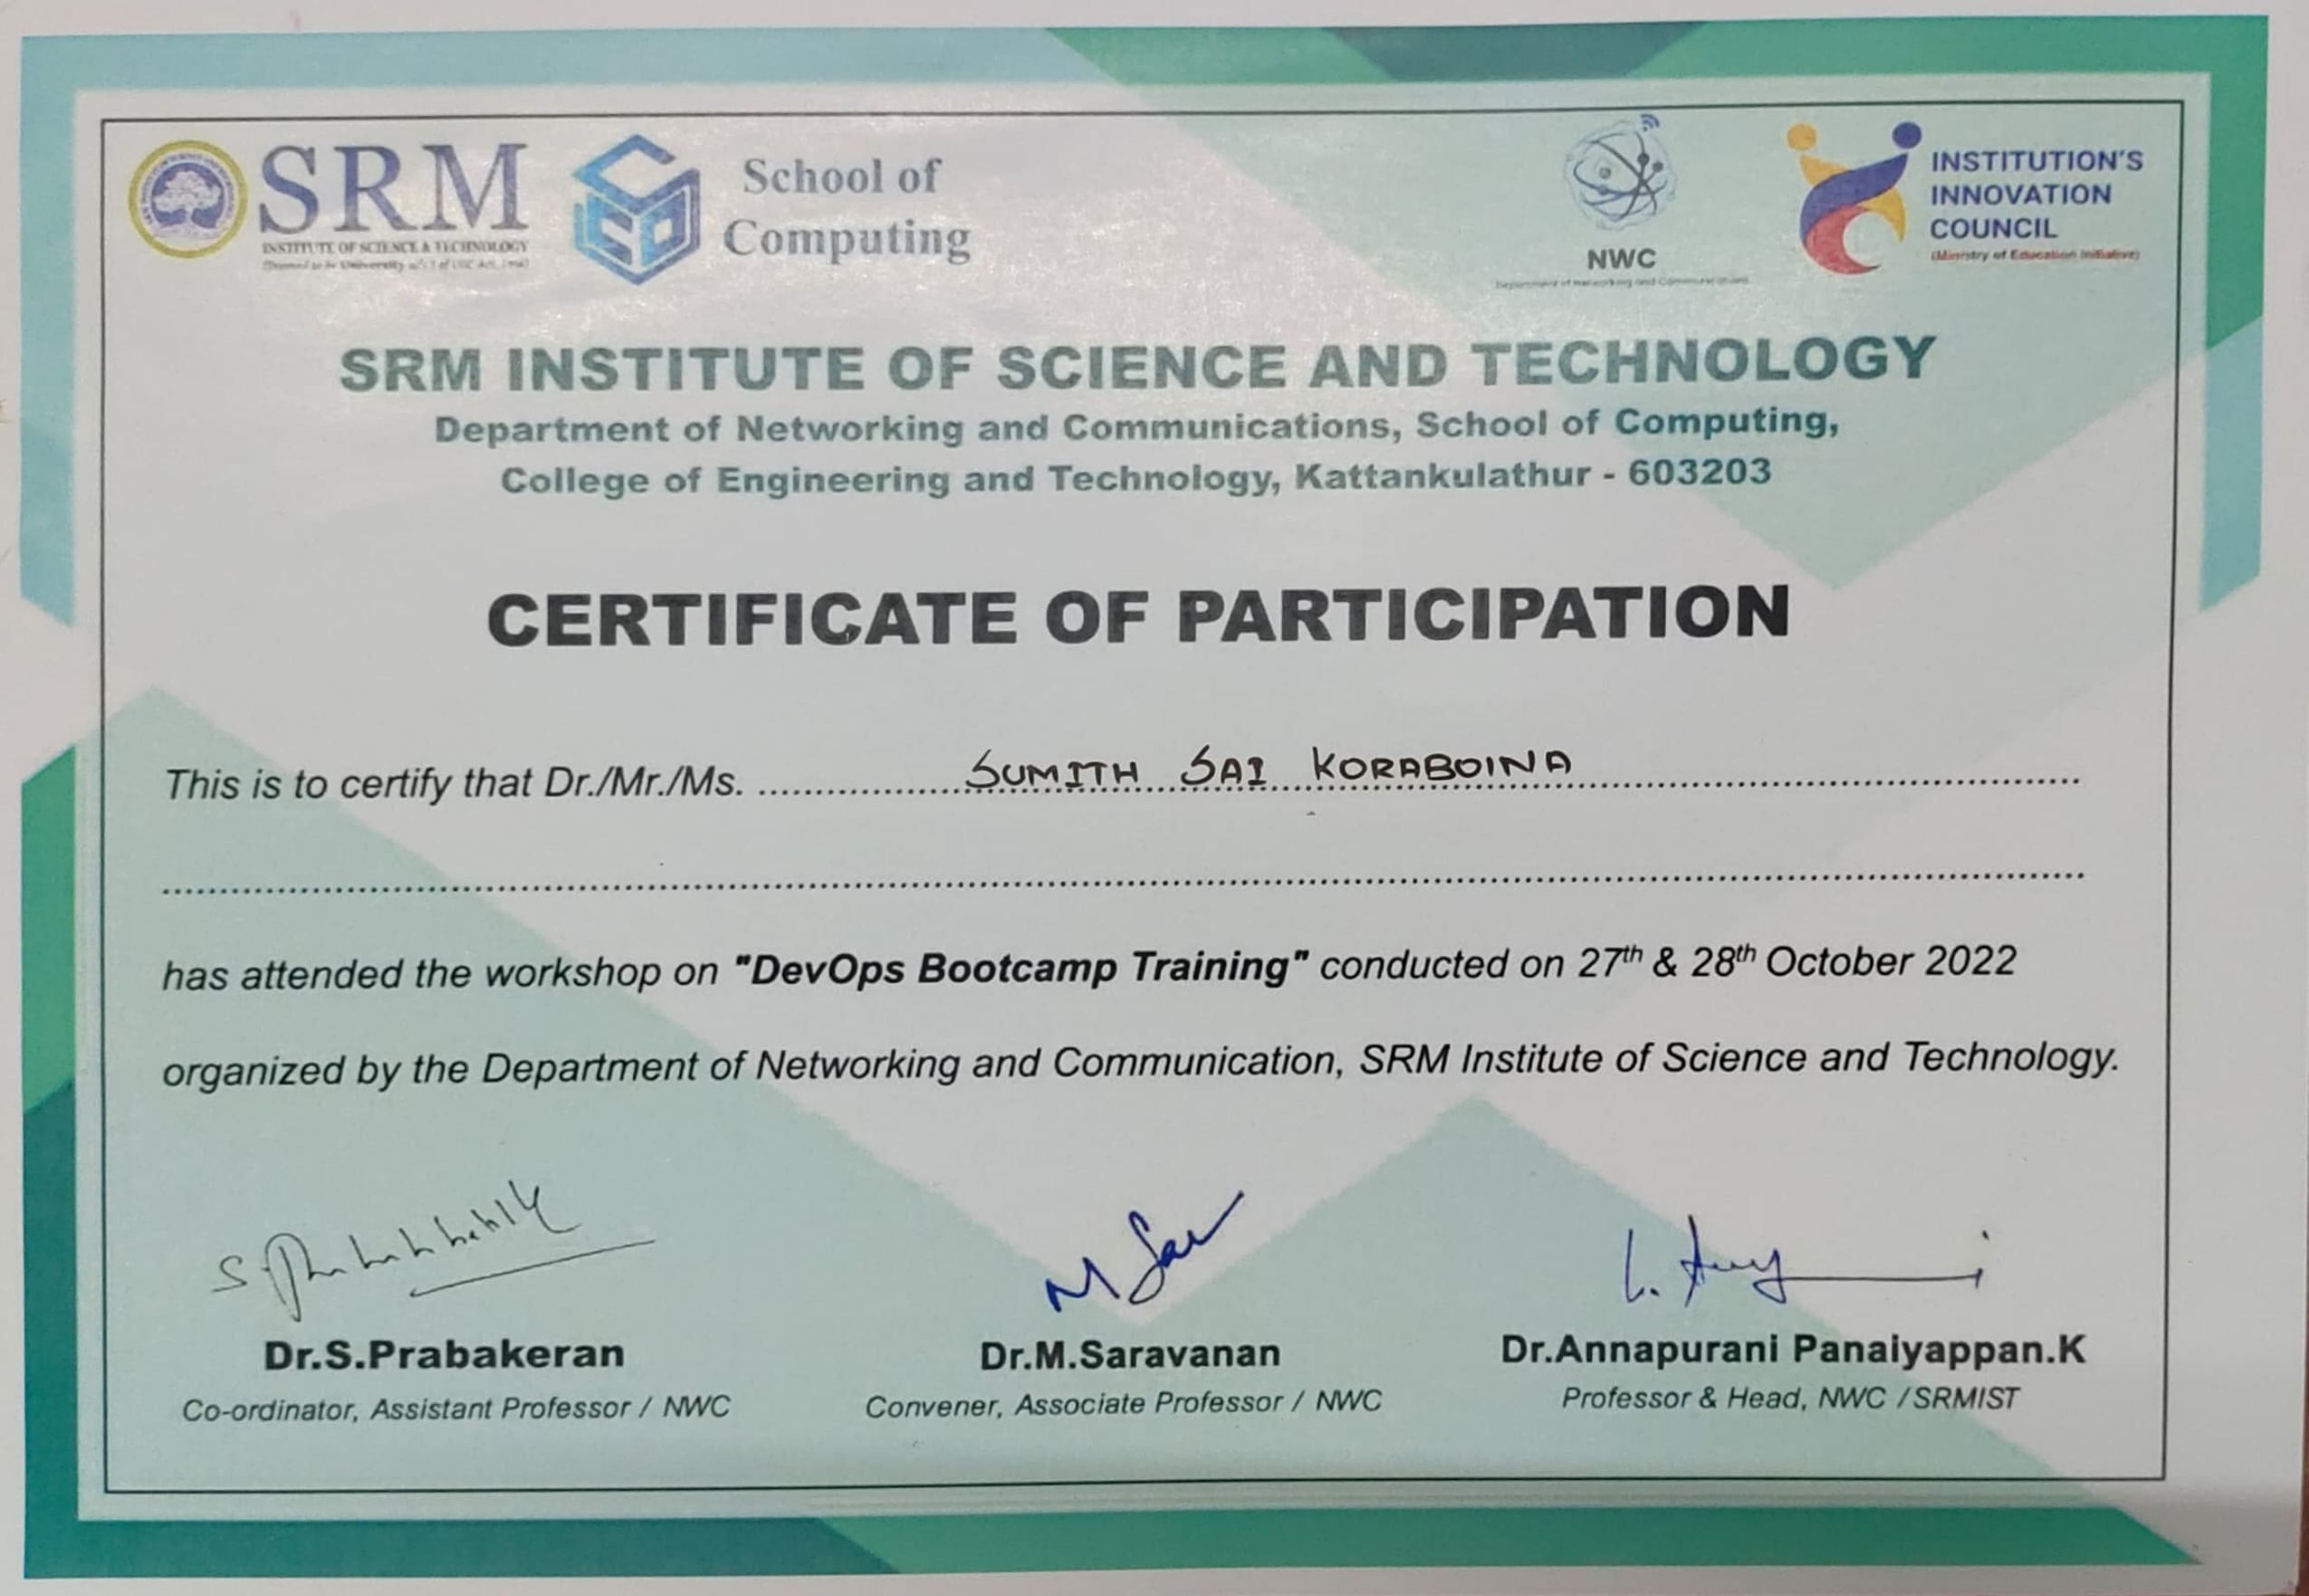 SRM
INSTITUTE OF SCIENCE & TECHNOLOGY
(Deemed to be University u/s 3 of UGC Act, 1956)
School of
Computing
NWC
Department of Networking and Communications
INSTITUTION'S
INNOVATION
COUNCIL
(Ministry of Education Initiative)
SRM INSTITUTE OF SCIENCE AND TECHNOLOGY
Department of Networking and Communications, School of Computing,
College of Engineering and Technology, Kattankulathur - 603203
CERTIFICATE OF PARTICIPATION
This is to certify that Dr./Mr./Ms. SUMITH SAI KORABOINA
has attended the workshop on "DevOps Bootcamp Training" conducted on 27th & 28th October 2022
organized by the Department of Networking and Communication, SRM Institute of Science and Technology.
Dr.S.Prabakeran
Co-ordinator, Assistant Professor / NWC
Dr.M.Saravanan
Convener, Associate Professor / NWC
Dr.Annapurani Panaiyappan.K
Professor & Head, NWC / SRMIST